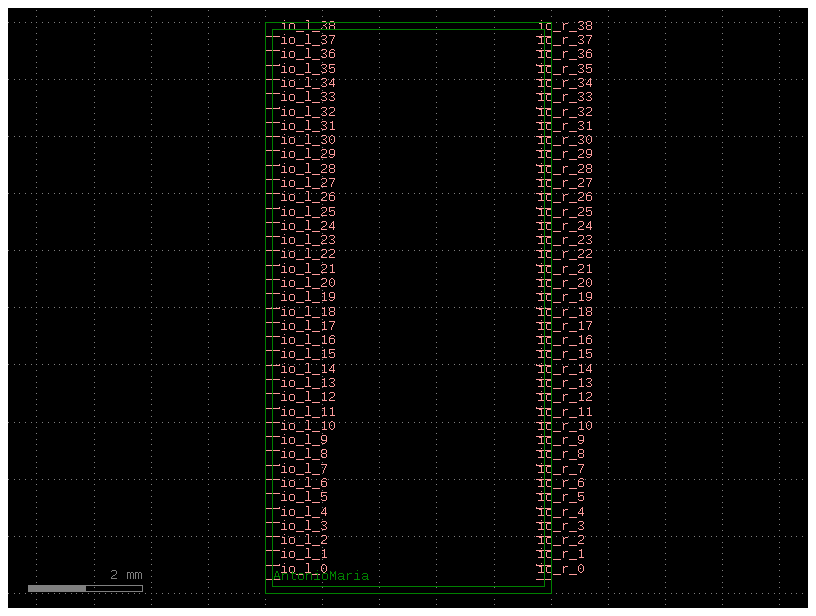 io_l_38 io_r_38
io_l_37 io_r_37
io_l_36 io_r_36
io_l_35 io_r_35
io_l_34 io_r_34
io_l_33 io_r_33
io_l_32 io_r_32
io_l_31 io_r_31
io_l_30 io_r_30
io_l_29 io_r_29
io_l_28 io_r_28
io_l_27 io_r_27
io_l_26 io_r_26
io_l_25 io_r_25
io_l_24 io_r_24
io_l_23 io_r_23
io_l_22 io_r_22
io_l_21 io_r_21
io_l_20 io_r_20
io_l_19 io_r_19
io_l_18 io_r_18
io_l_17 io_r_17
io_l_16 io_r_16
io_l_15 io_r_15
io_l_14 io_r_14
io_l_13 io_r_13
io_l_12 io_r_12
io_l_11 io_r_11
io_l_10 io_r_10
io_l_9 io_r_9
io_l_8 io_r_8
io_l_7 io_r_7
io_l_6 io_r_6
io_l_5 io_r_5
io_l_4 io_r_4
io_l_3 io_r_3
io_l_2 io_r_2
io_l_1 io_r_1
io_l_0 io_r_0
2 mm AntonioMaria